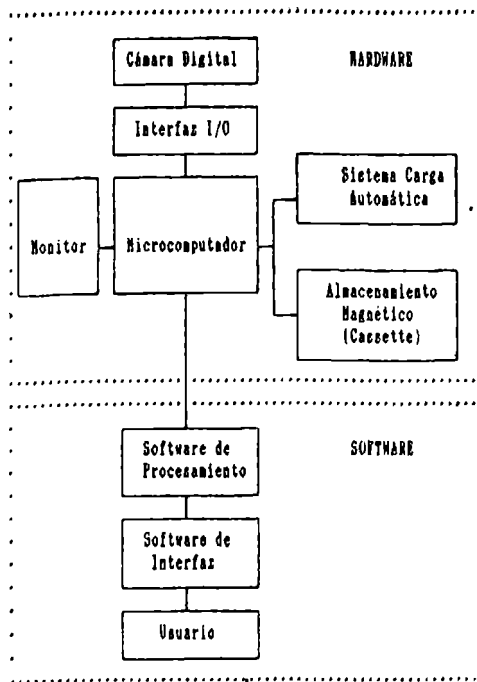 Cámara Digital
HARDWARE
Interfaz I/O
Sistema Carga
Automática
Monitor
Microcomputador
Almacenamiento
Magnético
(Cassette)
Software de
Procesamiento
SOFTWARE
Software de
Interfaz
Usuario